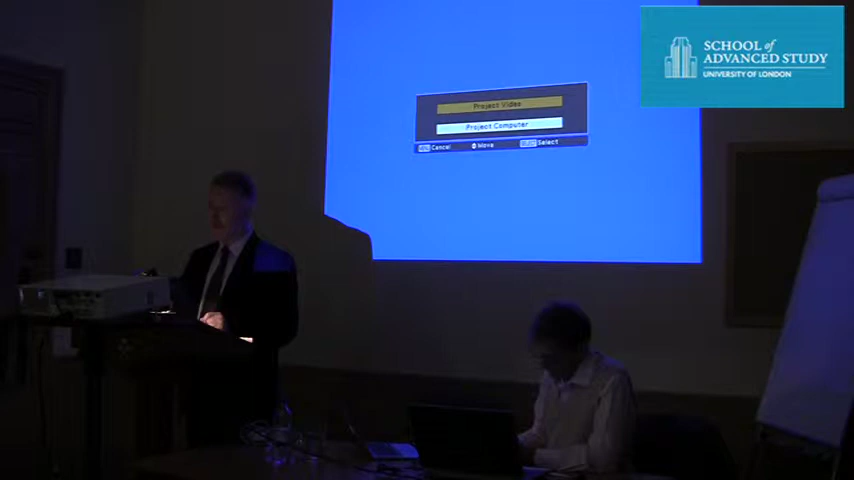 SCHOOL of
ADVANCED STUDY
UNIVERSITY OF LONDON
Project Video
Project Computer
Cancel
Move
Select